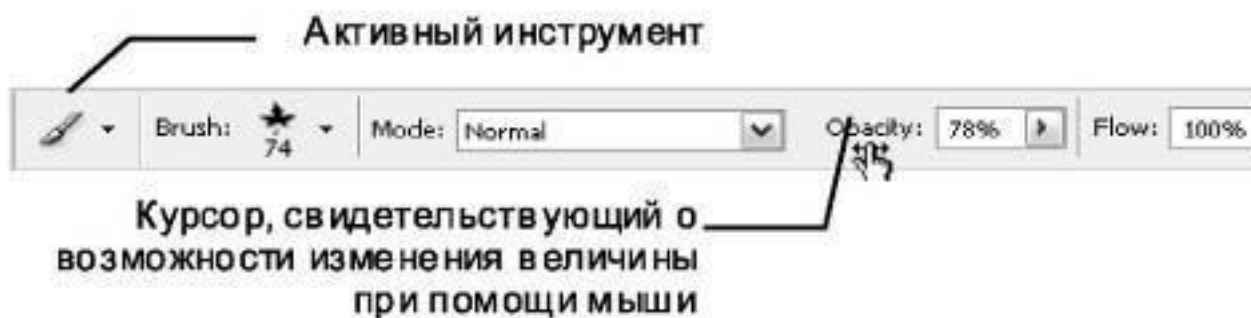 Активный инструмент
Brush: 74 Mode: Normal Opacity: 78% Flow: 100%
Курсор, свидетельствующий о
возможности изменения величины
при помощи мыши